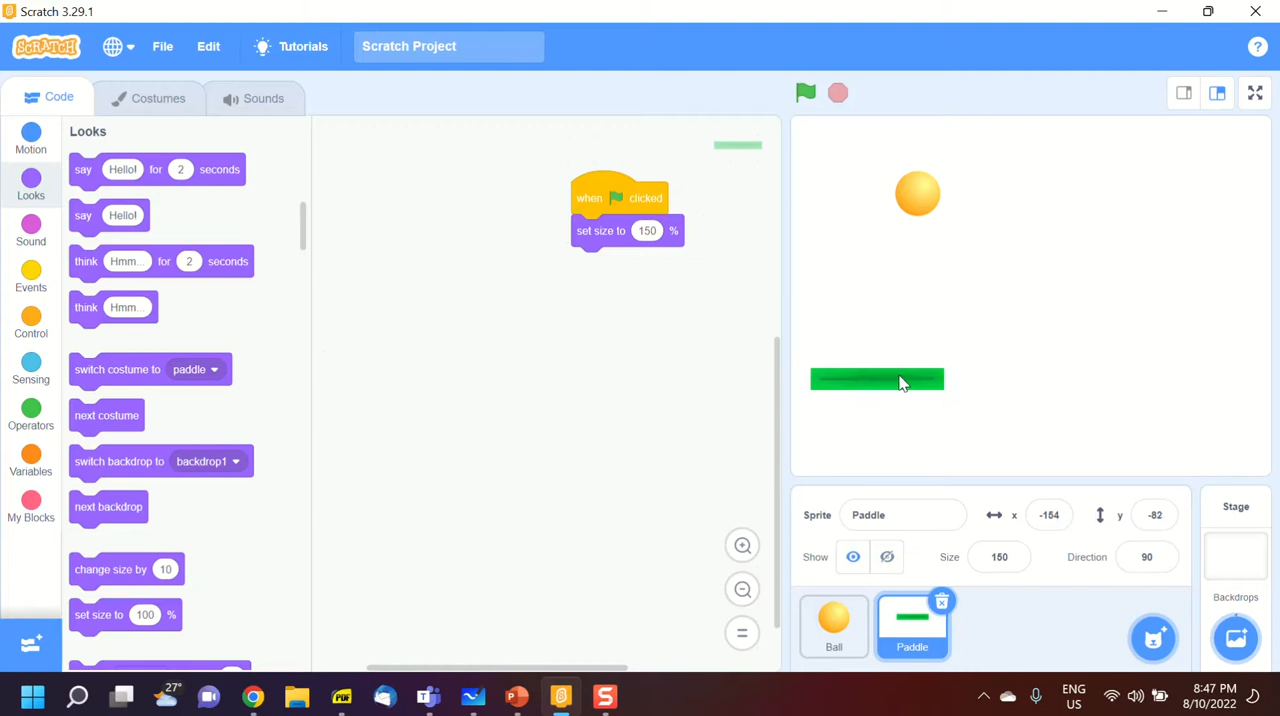 Scratch 3.29.1
SCRATCH
File
Edit
Tutorials
Scratch Project
?
Code
Costumes
Sounds
Motion
Looks
Sound
Events
Control
Sensing
Operators
Variables
My Blocks
Looks
say Hello! for 2 seconds
say Hello!
think Hmm... for 2 seconds
think Hmm...
switch costume to paddle
next costume
switch backdrop to backdrop1
next backdrop
change size by 10
set size to 100 %
when clicked
set size to 150 %
Sprite Paddle x -164 y -82
Show Size 150 Direction 90
Ball
Paddle
Stage
Backdrops
27°
PDF
S
ENG
US
8:47 PM
8/10/2022